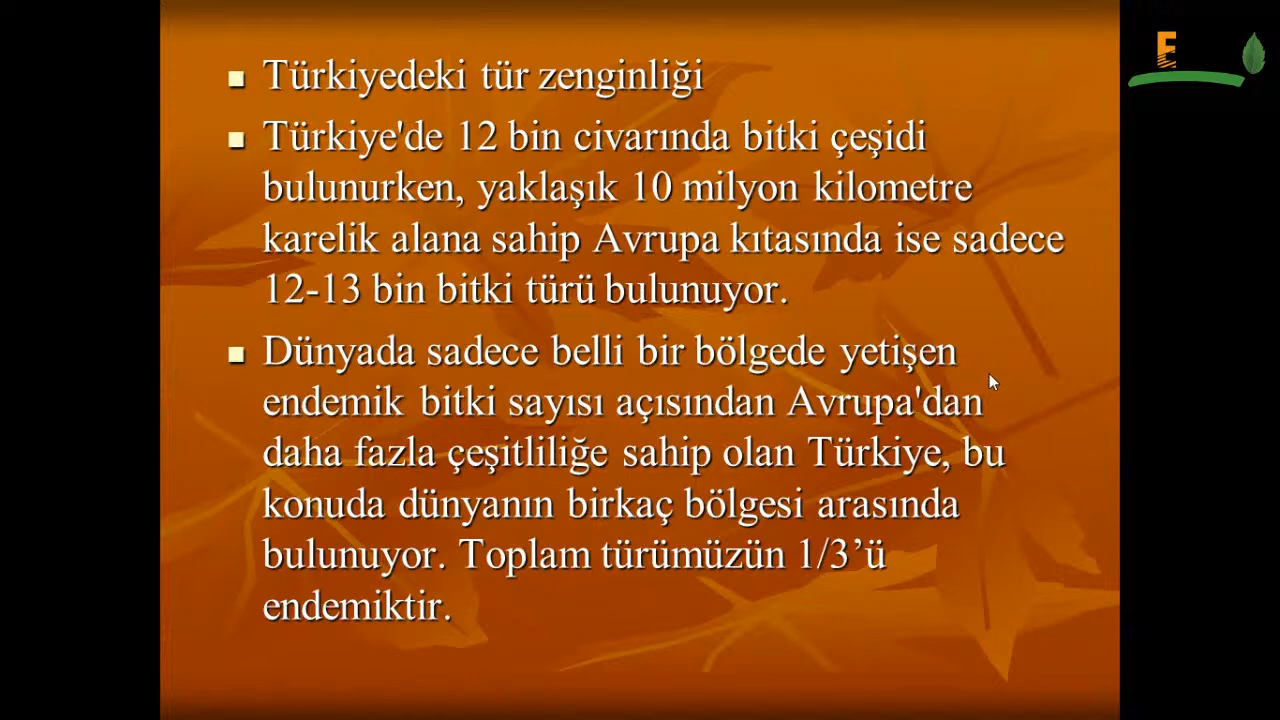 Türkiyedeki tür zenginliği
Türkiye'de 12 bin civarında bitki çeşidi
bulunurken, yaklaşık 10 milyon kilometre
karelik alana sahip Avrupa kıtasında ise sadece
12-13 bin bitki türü bulunuyor.
Dünyada sadece belli bir bölgede yetişen
endemik bitki sayısı açısından Avrupa'dan
daha fazla çeşitliliğe sahip olan Türkiye, bu
konuda dünyanın birkaç bölgesi arasında
bulunuyor. Toplam türümüzün 1/3’ü
endemiktir.
E